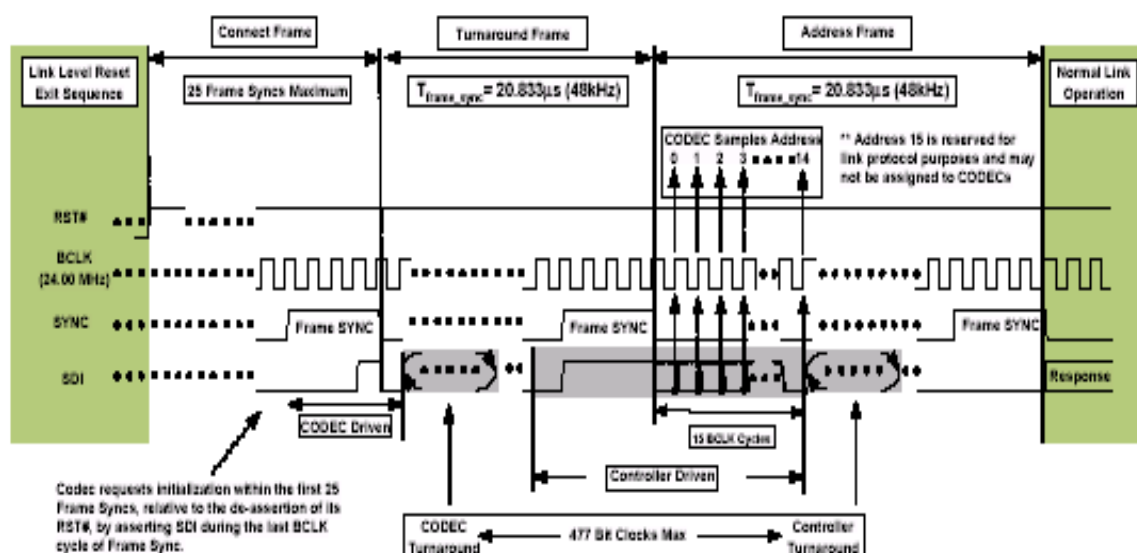 Connect Frame
Turnaround Frame
Address Frame
Link Level Reset
Exit Sequence
25 Frame Syncs Maximum
Tframe_sync= 20.833µs (48kHz)
Tframe_sync= 20.833µs (48kHz)
Normal Link
Operation
CODEC Samples Address
0 1 2 3 14
** Address 15 is reserved for
link protocol purposes and may
not be assigned to CODECs
RST#
BCLK
(24.00 MHz)
SYNC
Frame SYNC
Frame SYNC
Frame SYNC
SDI
Response
CODEC Driven
15 BCLK Cycles
Controller Driven
Codec requests initialization within the first 25
Frame Syncs, relative to the de-assertion of its
RST#, by asserting SDI during the last BCLK
cycle of Frame Sync.
CODEC
Turnaround
477 Bit Clocks Max
Controller
Turnaround